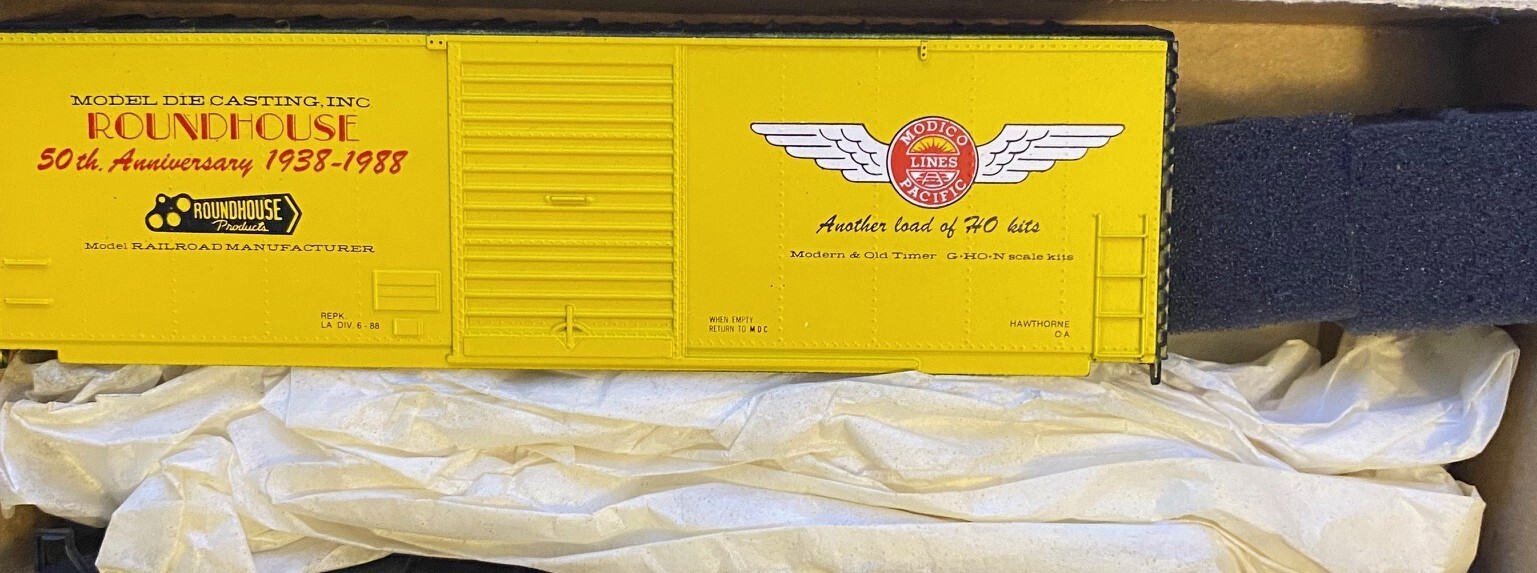 MODEL DIE CASTING, INC
ROUNDHOUSE
50th. Anniversary 1938-1988
ROUNDHOUSE
Products
Model RAILROAD MANUFACTURER
REPK.
LA DIV. 6-88
MODICO
LINES
PACIFIC
Another load of HO kits
Modern & Old Timer G•HO•N scale kits
WHEN EMPTY
RETURN TO MDC
HAWTHORNE
OA